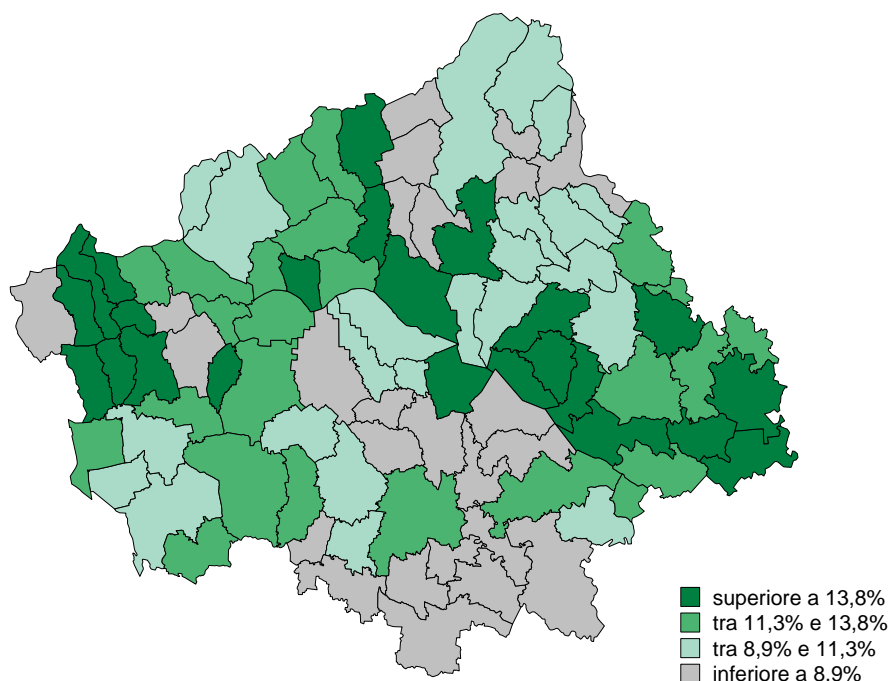 superiore a 13,8%
tra 11,3% e 13,8%
tra 8,9% e 11,3%
inferiore a 8,9%